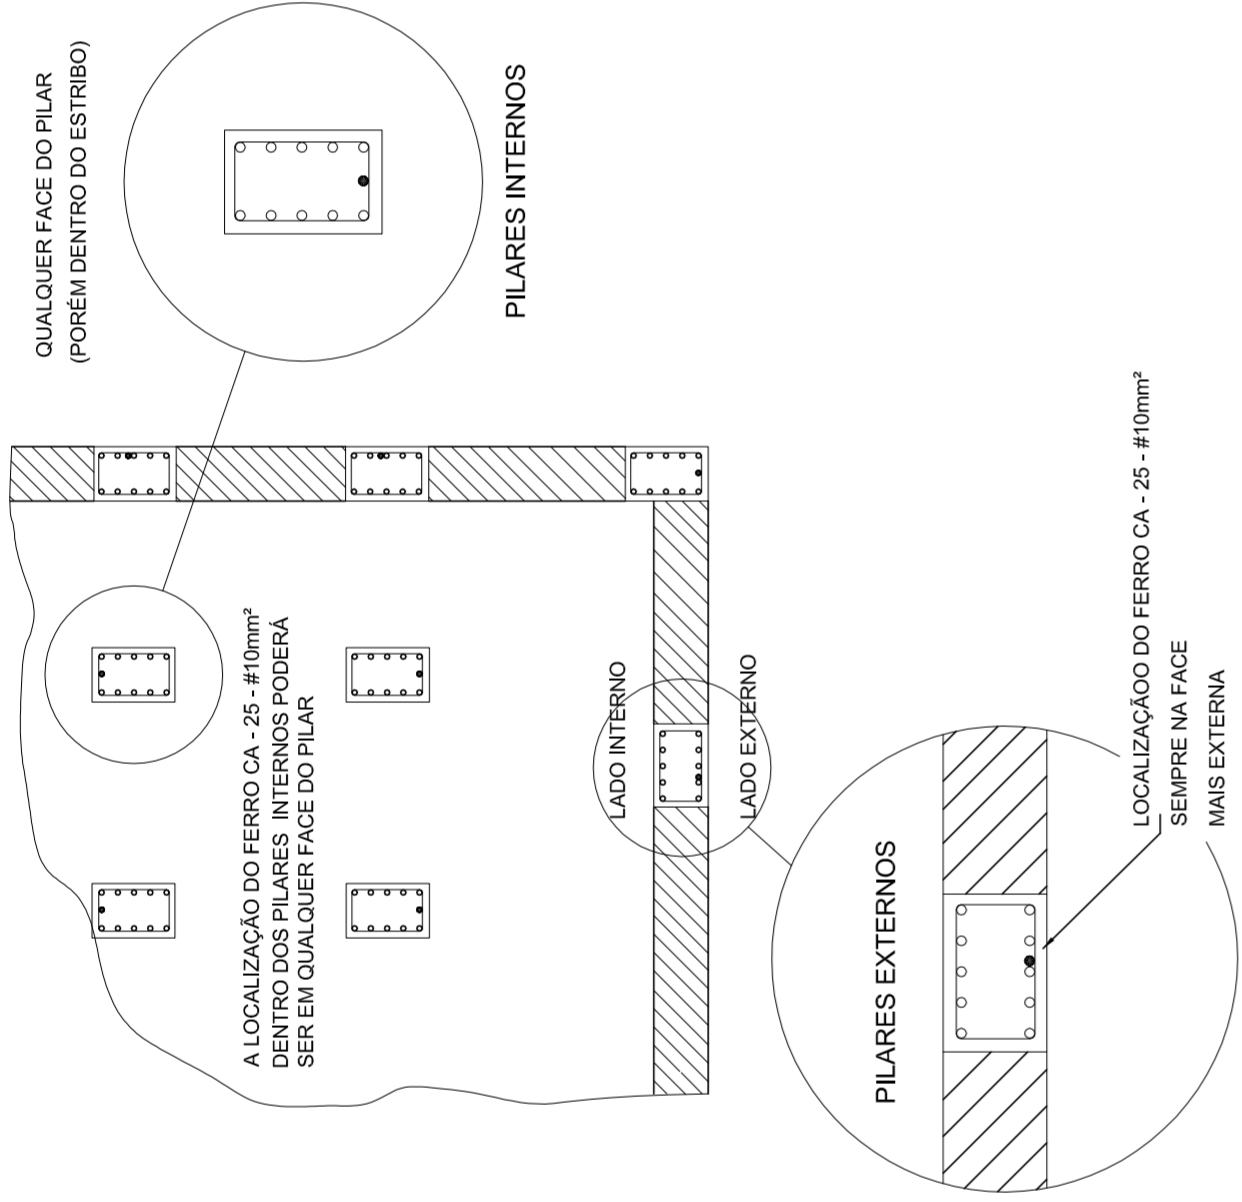 QUALQUER FACE DO PILAR
(PORÉM DENTRO DO ESTRIBO)
PILARES INTERNOS
A LOCALIZAÇÃO DO FERRO CA - 25 - #10mm²
DENTRO DOS PILARES INTERNOS PODERÁ
SER EM QUALQUER FACE DO PILAR
LADO INTERNO
LADO EXTERNO
PILARES EXTERNOS
LOCALIZAÇÃOO DO FERRO CA - 25 - #10mm²
SEMPRE NA FACE
MAIS EXTERNA